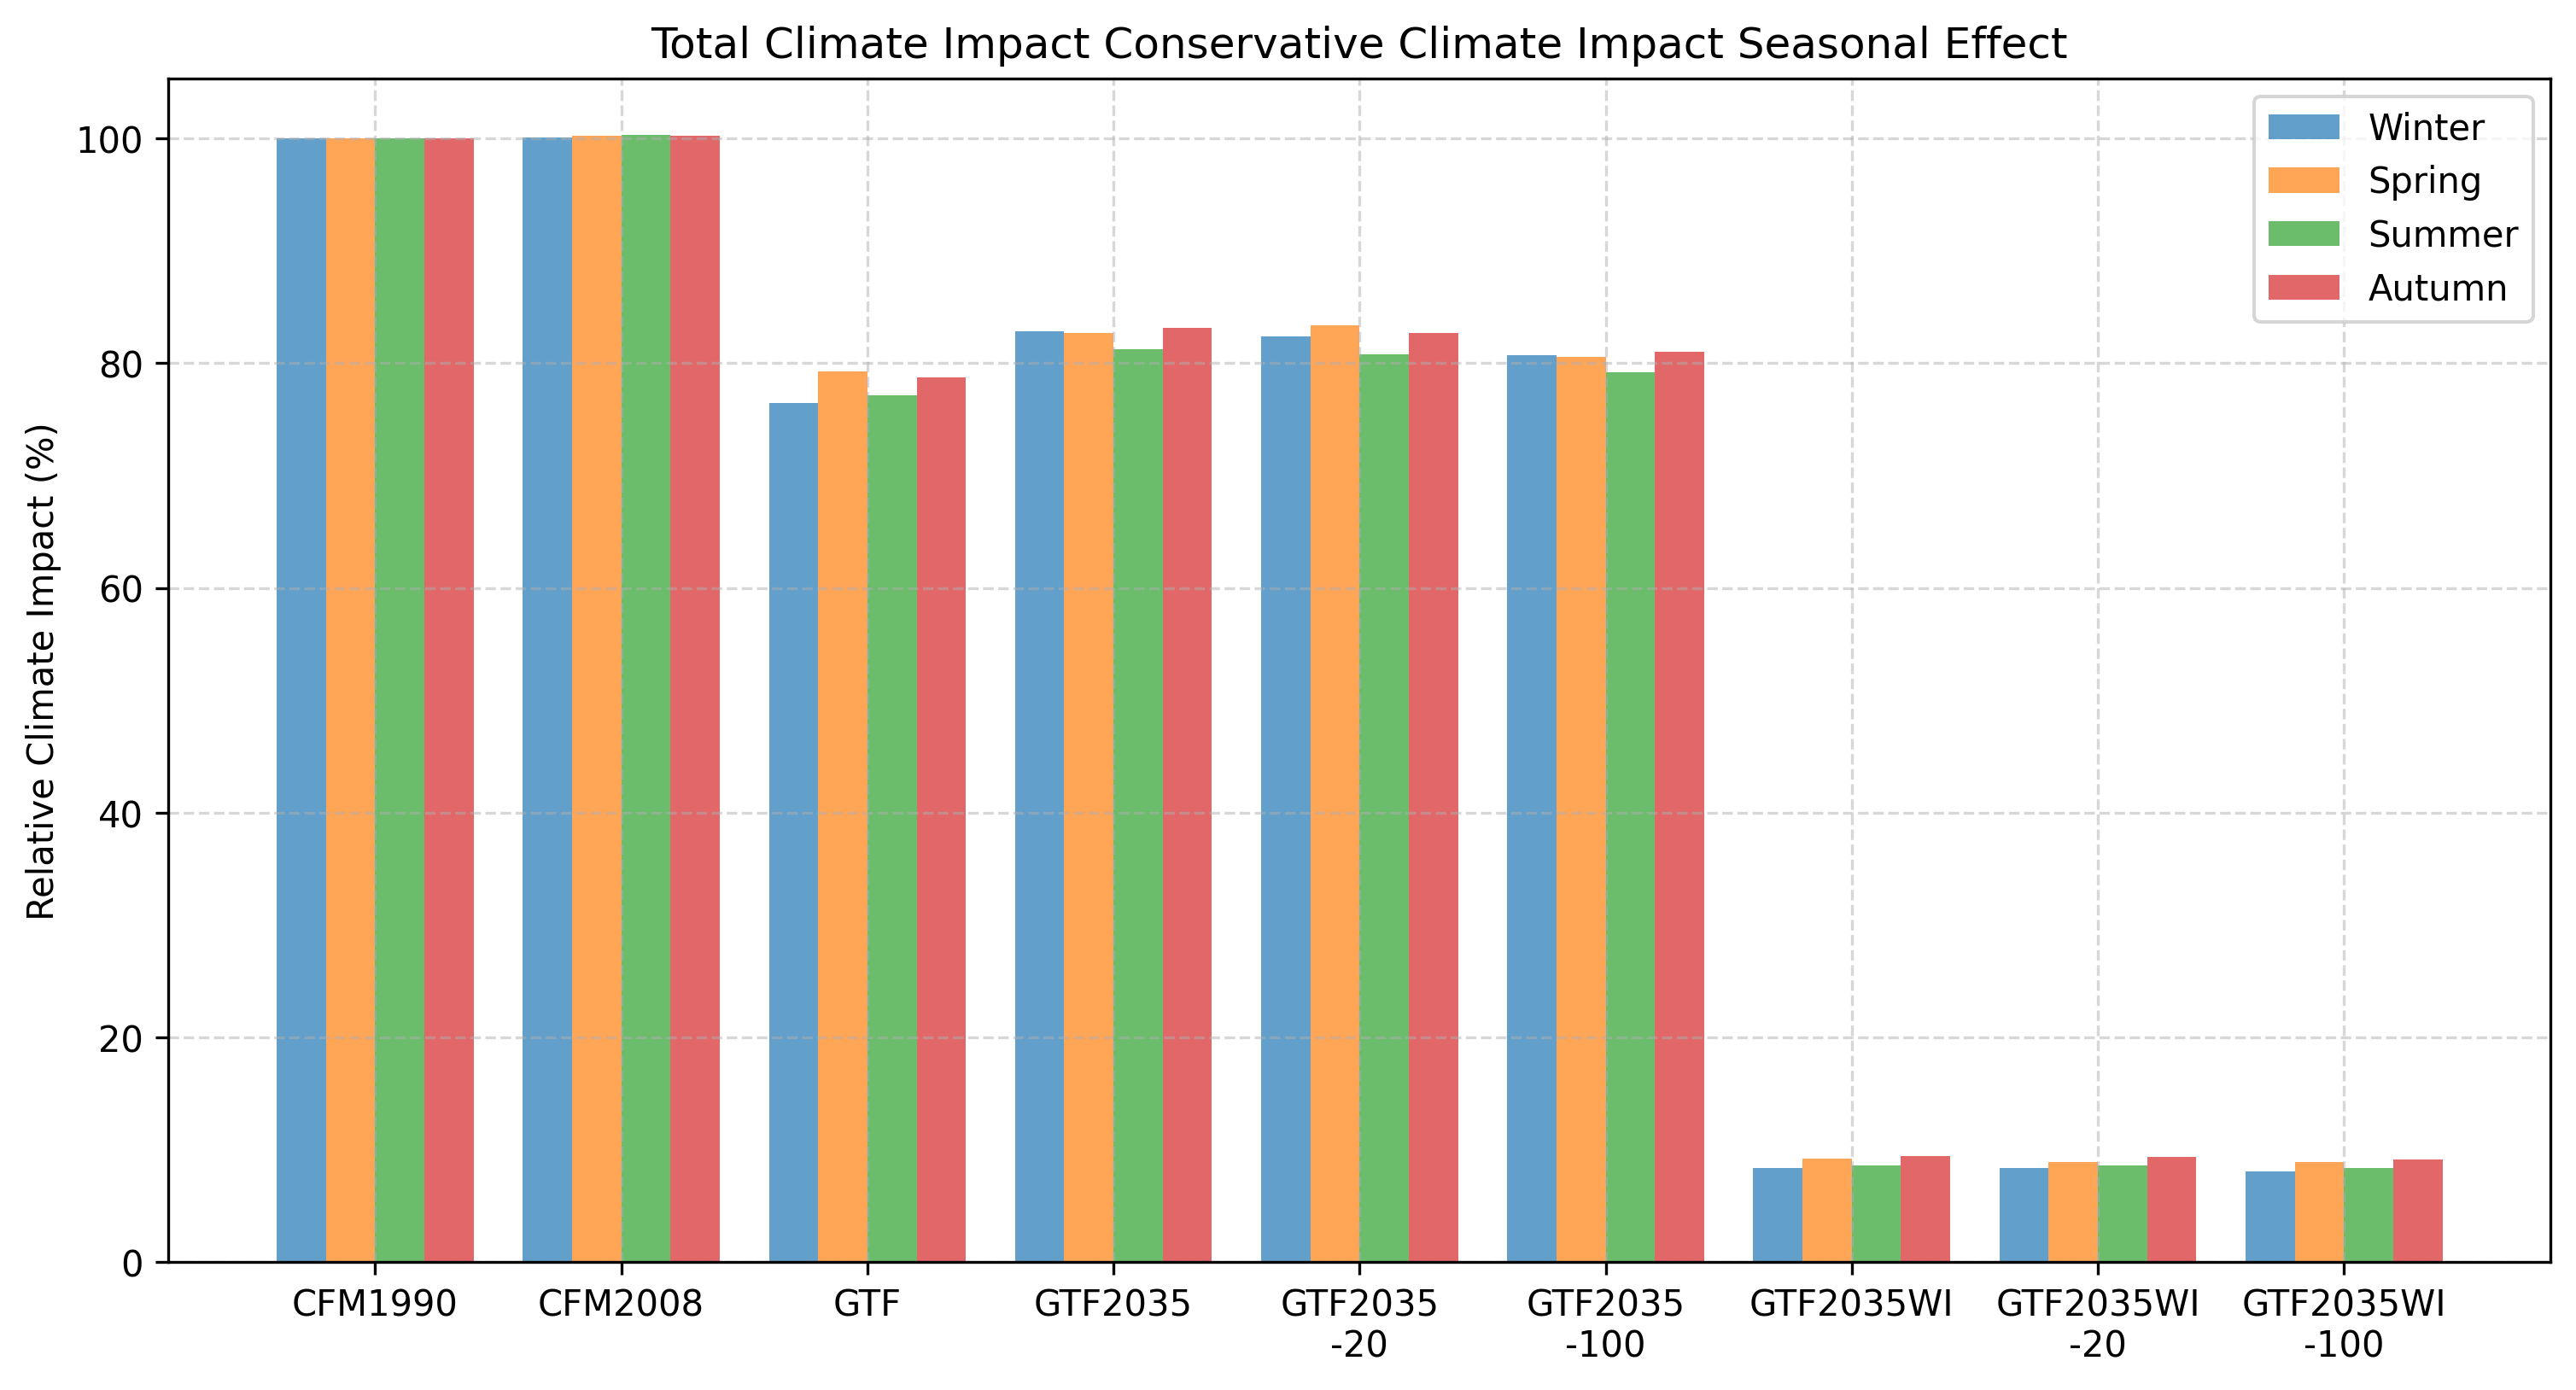 Total Climate Impact Conservative Climate Impact Seasonal Effect
Relative Climate Impact (%)
100
80
60
40
20
0
Winter
Spring
Summer
Autumn
CFM1990
CFM2008
GTF
GTF2035
GTF2035
-20
GTF2035
-100
GTF2035WI
GTF2035WI
-20
GTF2035WI
-100